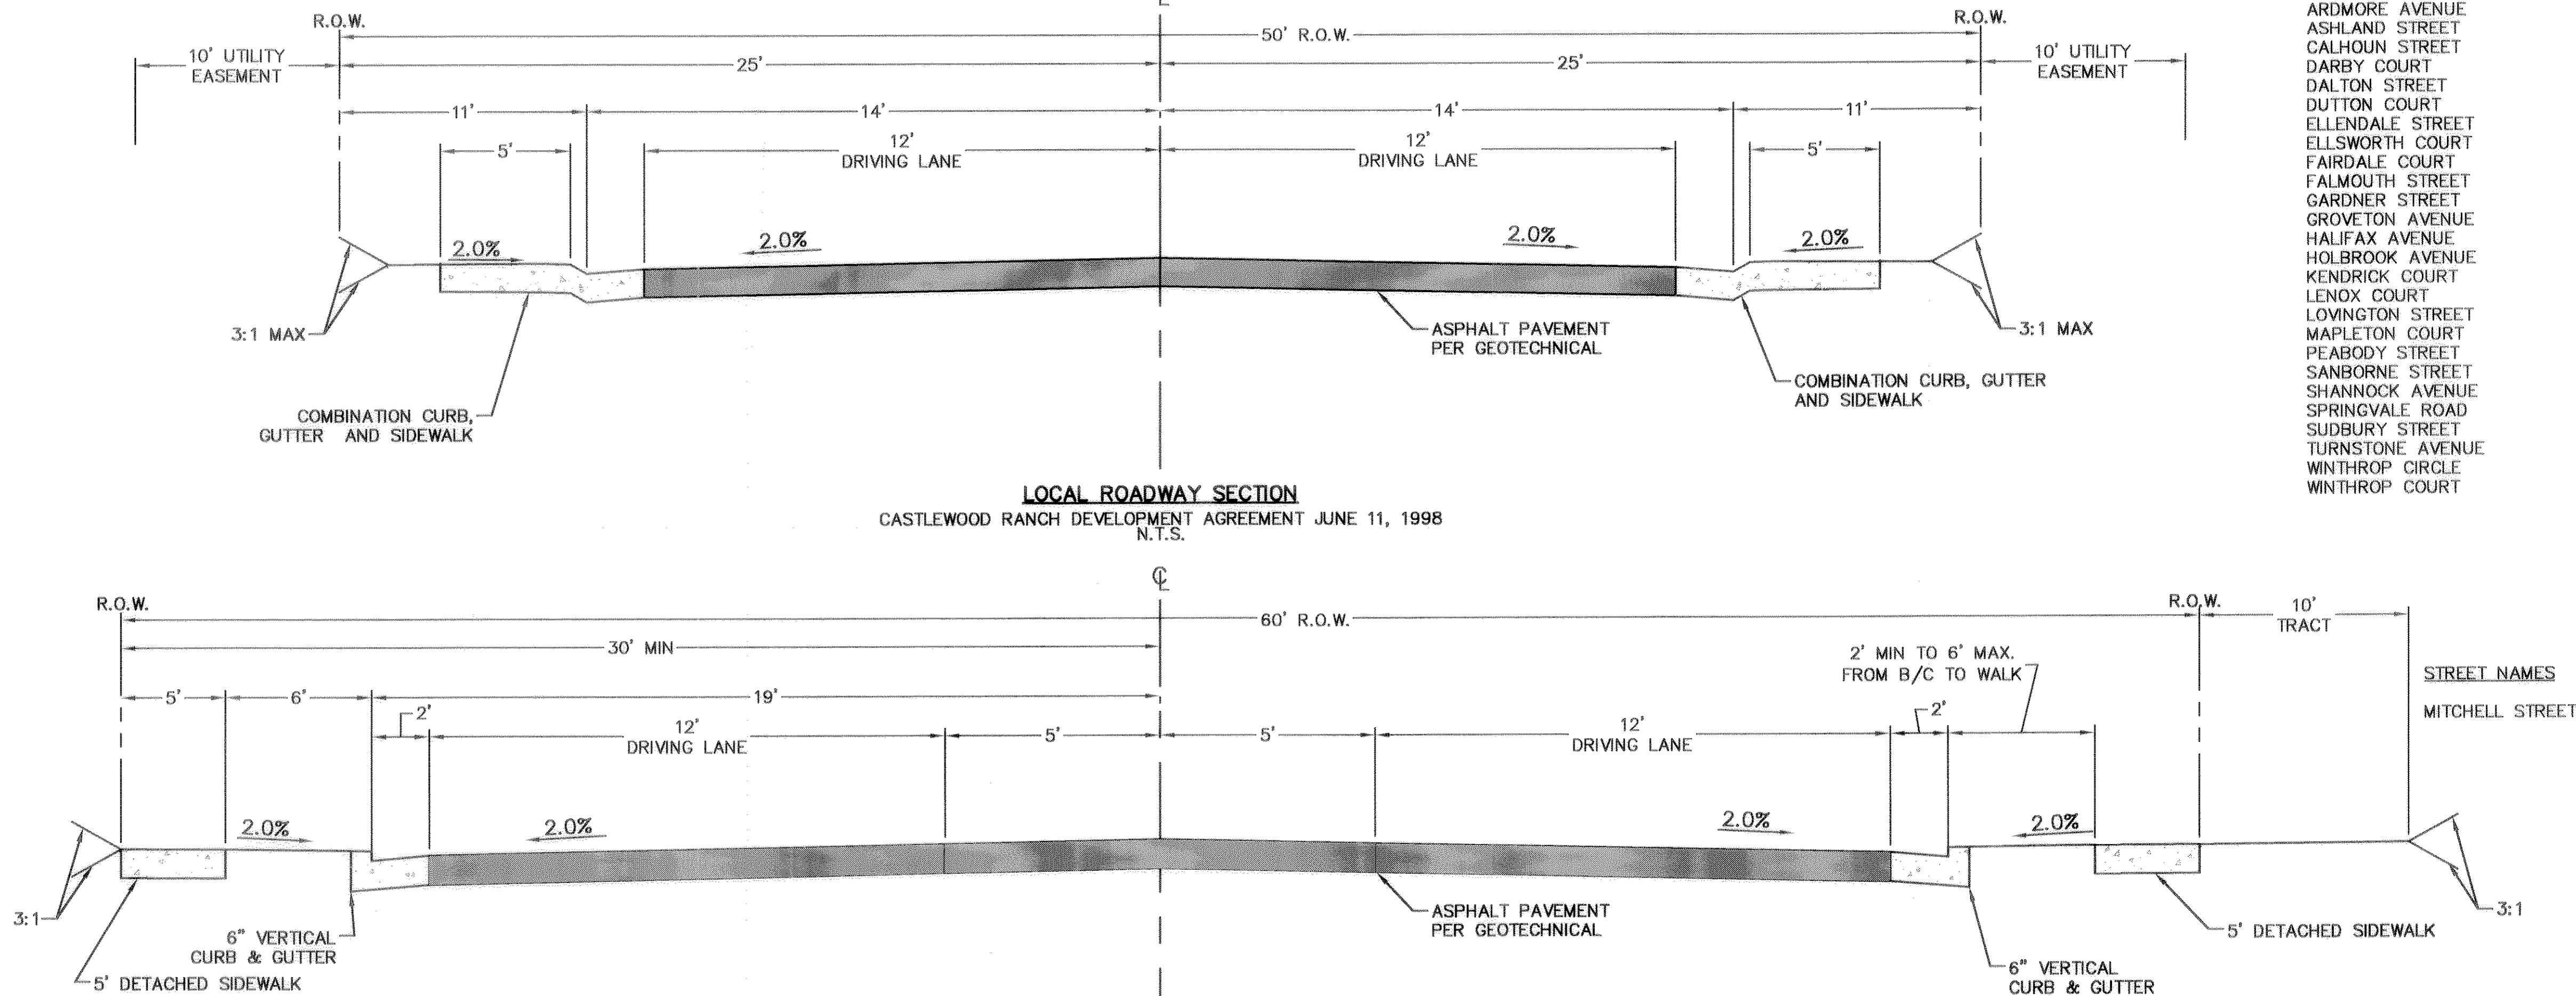 R.O.W.
50' R.O.W.
R.O.W.
10' UTILITY
EASEMENT
25'
25'
10' UTILITY
EASEMENT
11'
14'
14'
11'
5'
12'
DRIVING LANE
12'
DRIVING LANE
5'
2.0%
2.0%
2.0%
2.0%
3:1 MAX
ASPHALT PAVEMENT
PER GEOTECHNICAL
3:1 MAX
COMBINATION CURB,
GUTTER AND SIDEWALK
COMBINATION CURB, GUTTER
AND SIDEWALK
LOCAL ROADWAY SECTION
CASTLEWOOD RANCH DEVELOPMENT AGREEMENT JUNE 11, 1998
N.T.S.
ARDMORE AVENUE
ASHLAND STREET
CALHOUN STREET
DARBY COURT
DALTON STREET
DUTTON COURT
ELLENDALE STREET
ELLSWORTH COURT
FAIRDALE COURT
FALMOUTH STREET
GARDNER STREET
GROVETON AVENUE
HALIFAX AVENUE
HOLBROOK AVENUE
KENDRICK COURT
LENOX COURT
LOVINGTON STREET
MAPLETON COURT
PEABODY STREET
SANBORNE STREET
SHANNOCK AVENUE
SPRINGVALE ROAD
SUDBURY STREET
TURNSTONE AVENUE
WINTHROP CIRCLE
WINTHROP COURT
℄
R.O.W.
60' R.O.W.
R.O.W.
10'
TRACT
30' MIN
2' MIN TO 6' MAX.
FROM B/C TO WALK
5'
6'
19'
2'
12'
DRIVING LANE
5'
5'
12'
DRIVING LANE
2'
STREET NAMES
MITCHELL STREET
2.0%
2.0%
2.0%
2.0%
3:1
6" VERTICAL
CURB & GUTTER
5' DETACHED SIDEWALK
ASPHALT PAVEMENT
PER GEOTECHNICAL
3:1
5' DETACHED SIDEWALK
6" VERTICAL
CURB & GUTTER